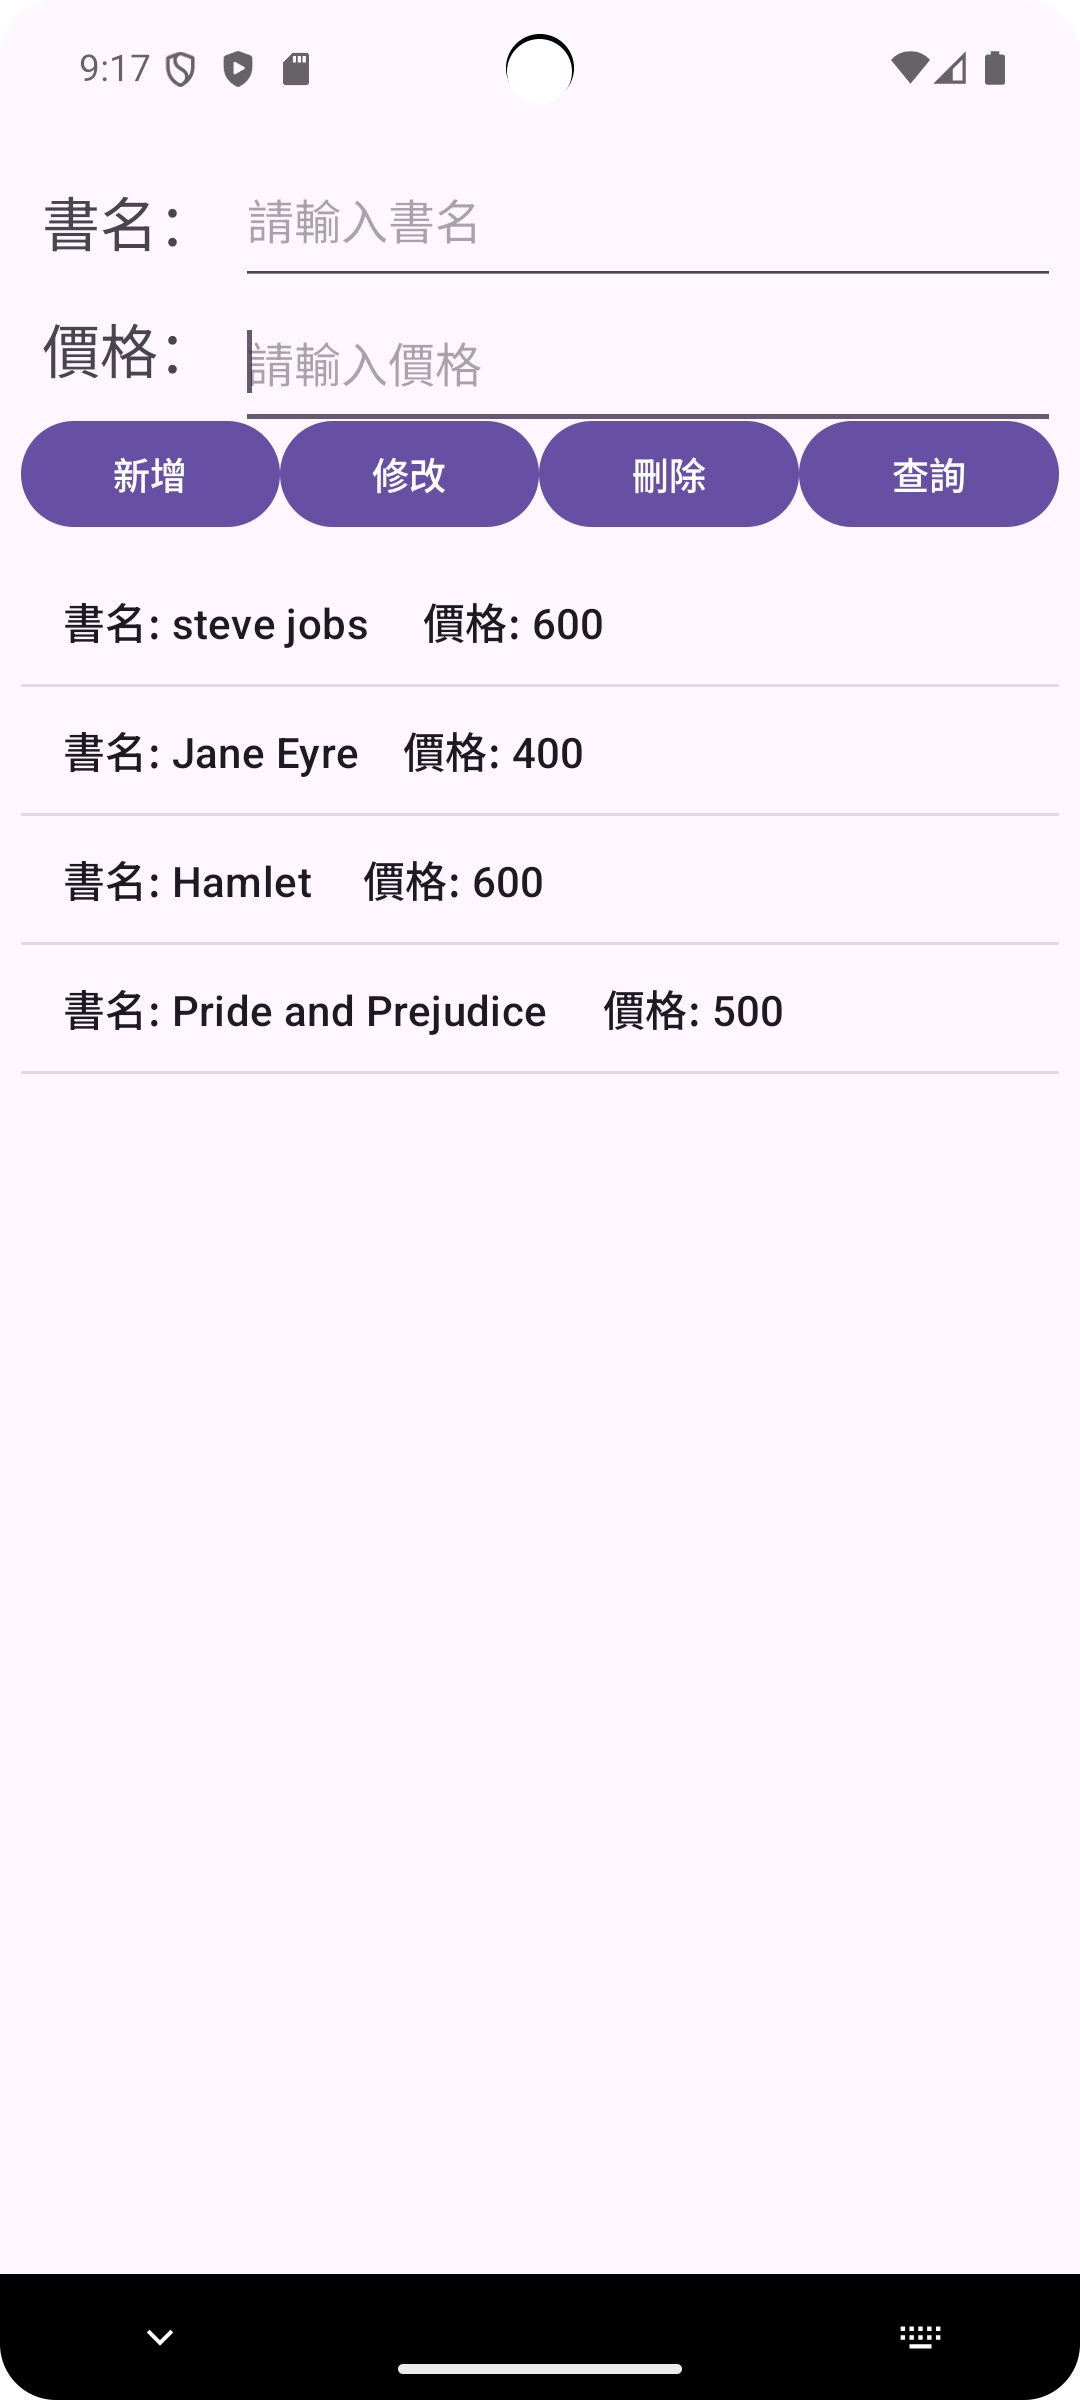 9:17
書名： 請輸入書名
價格： 請輸入價格
新增 修改 刪除 查詢
書名: steve jobs 價格: 600
書名: Jane Eyre 價格: 400
書名: Hamlet 價格: 600
書名: Pride and Prejudice 價格: 500